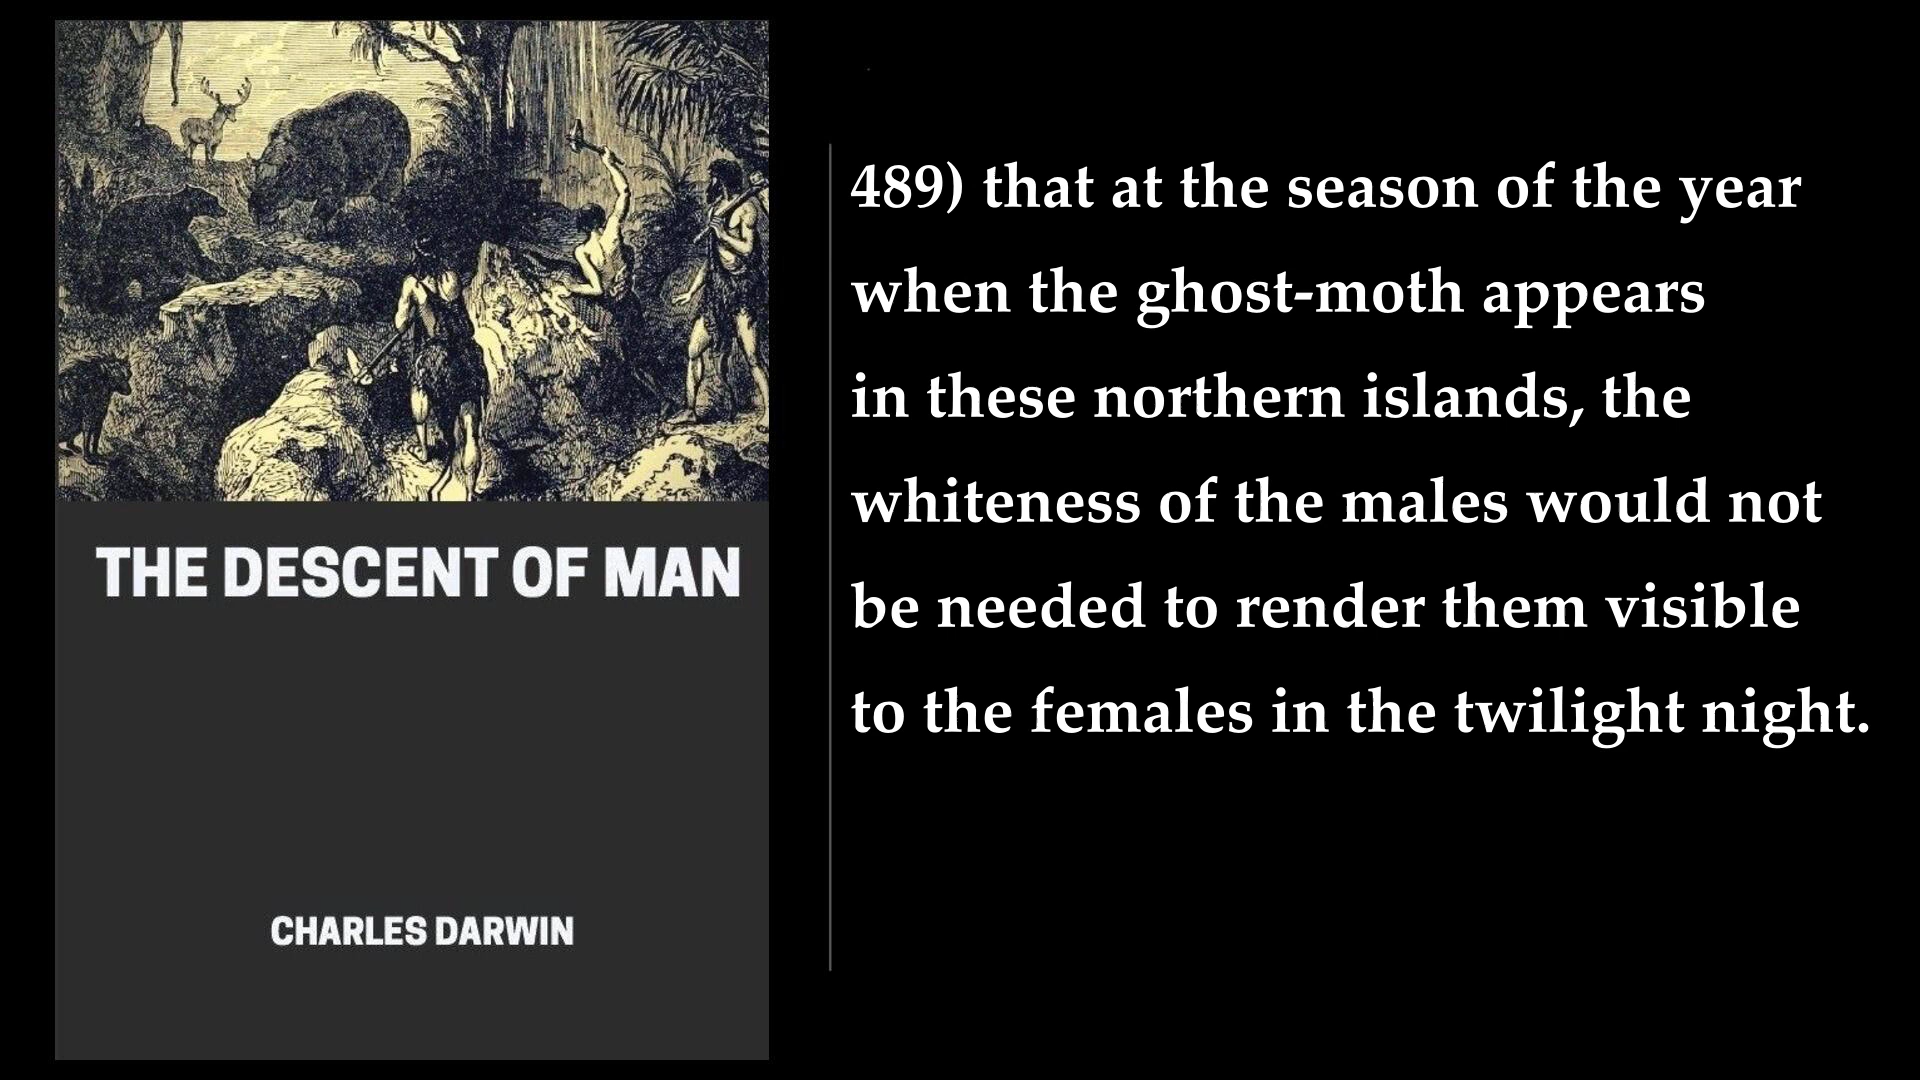 THE DESCENT OF MAN
CHARLES DARWIN
489) that at the season of the year
when the ghost-moth appears
in these northern islands, the
whiteness of the males would not
be needed to render them visible
to the females in the twilight night.